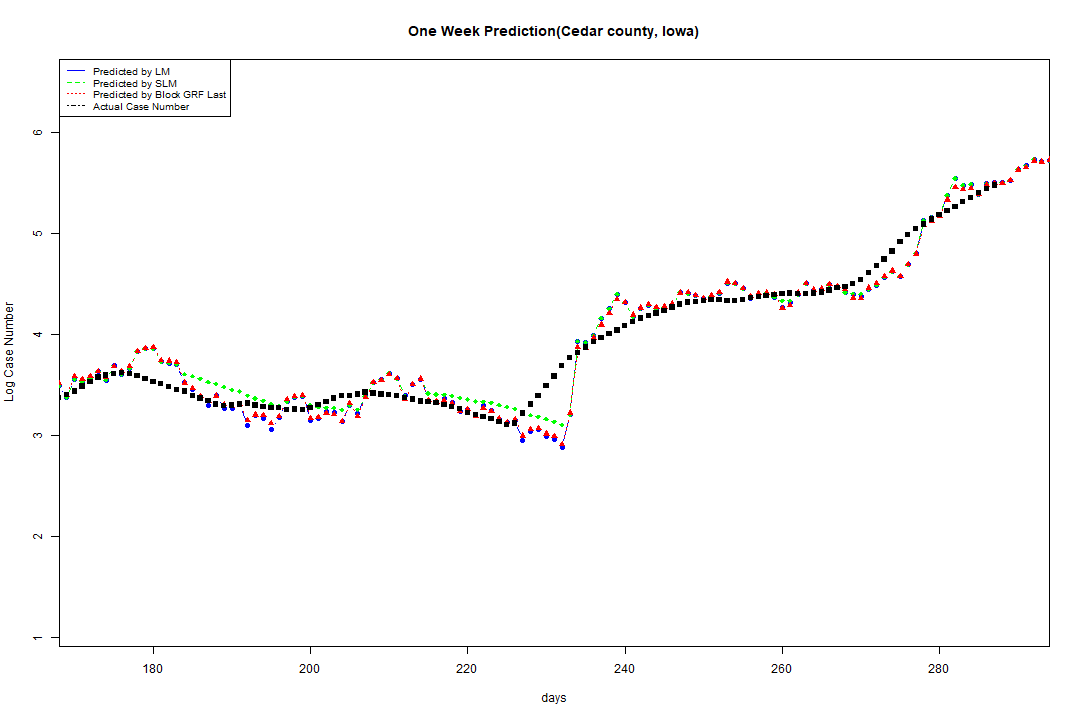 One Week Prediction(Cedar county, Iowa)
Predicted by LM
Predicted by SLM
Predicted by Block GRF Last
Actual Case Number
Log Case Number
6
5
4
3
2
1
180 200 220 240 260 280
days